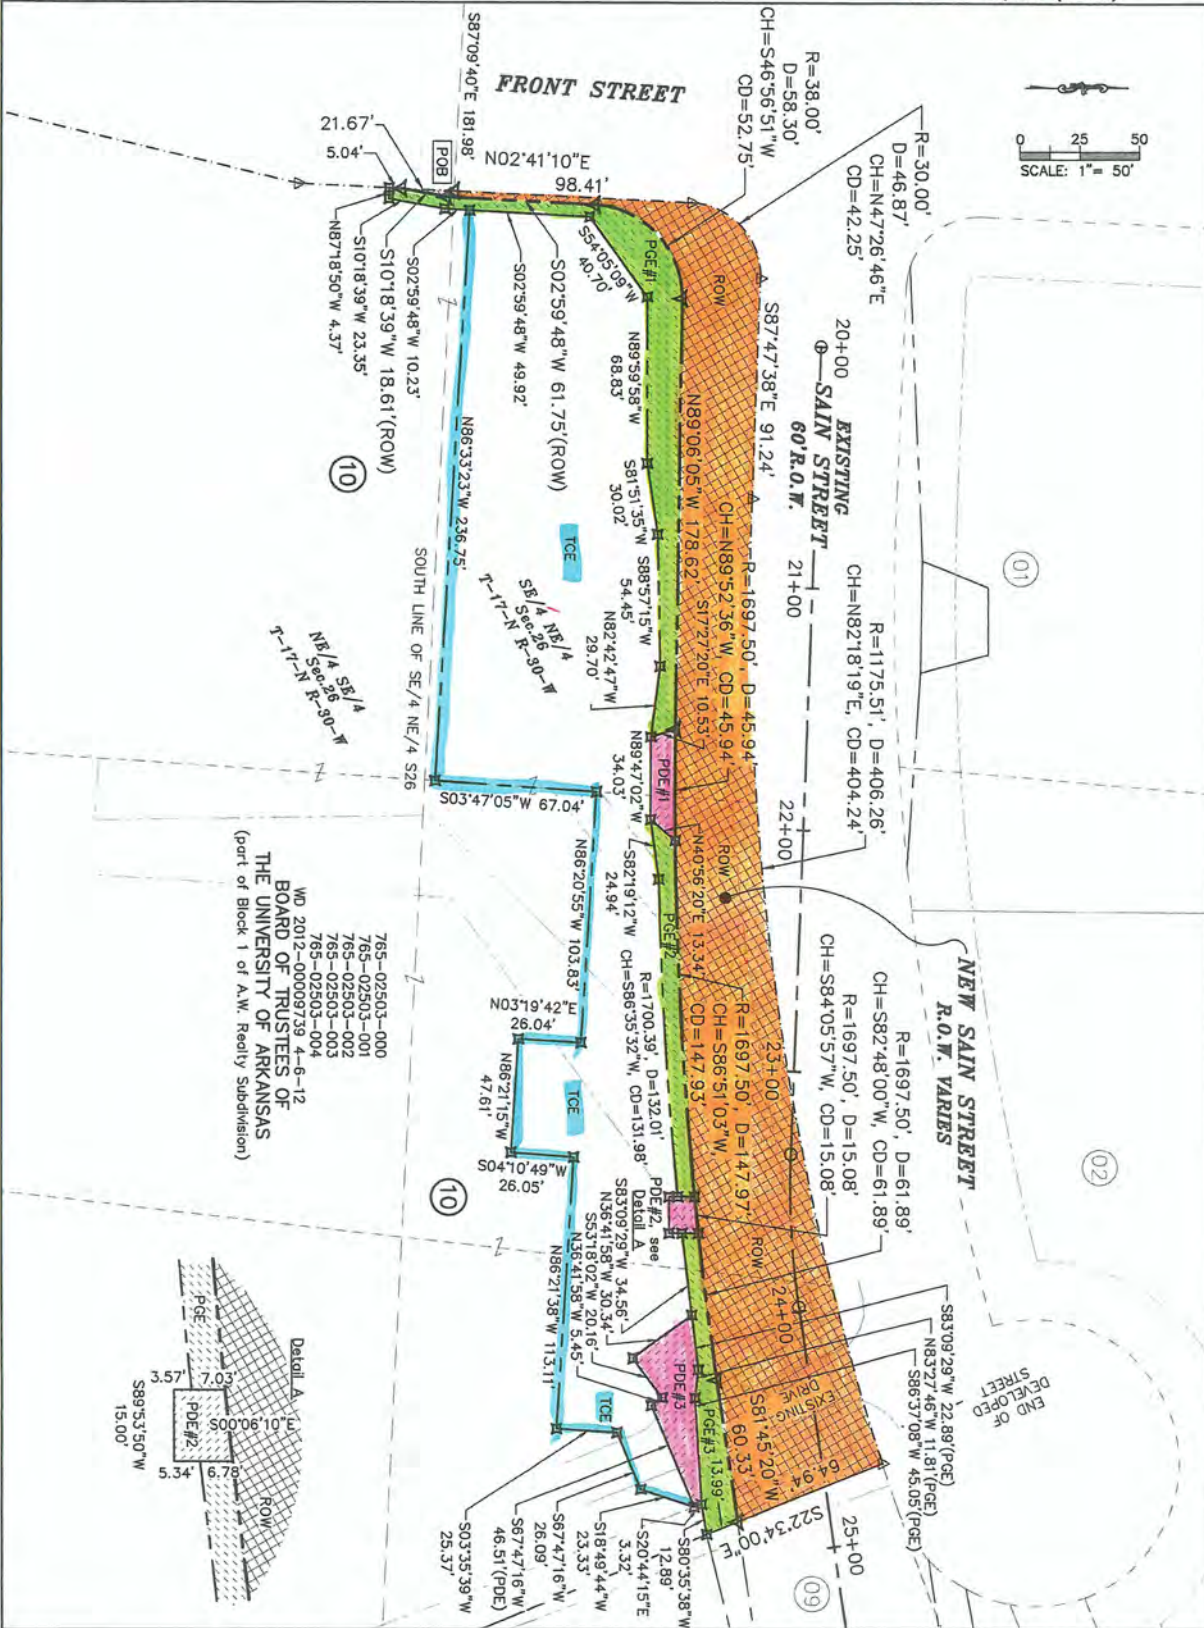 0 25 50
SCALE: 1"= 50'
R=30.00'
D=46.87'
CH=N47°26'46"E
CD=42.25'
R=38.00'
D=58.30'
CH=S46°56'51"W
CD=52.75'
FRONT STREET
S87°09'40"E 181.98'
N02°41'10"E
98.41'
POB
21.67'
5.04'
N87°18'50"W 4.37'
S10°18'39"W 23.35'
S10°18'39"W 18.61'(ROW)
S02°59'48"W 10.23'
S02°59'48"W 49.92'
S02°59'48"W 61.75'(ROW)
S54°05'09"W
40.70'
PGE#1
ROW
S87°47'38"E 91.24'
20+00
EXISTING
SAIN STREET
60'R.O.W.
21+00
22+00
23+00
24+00
25+00
01
02
09
10
10
R=1175.51', D=406.26'
CH=N82°18'19"E, CD=404.24'
N89°59'58"W
68.83'
N89°06'05"W 178.62'
S81°51'35"W
30.02'
S88°57'15"W
54.45'
N82°42'47"W
29.70'
R=1697.50', D=45.94'
CH=N89°52'36"W, CD=45.94'
S17°27'20"E 10.53'
PDE#1
N89°47'02"W
34.03'
N40°56'20"E 13.34'
S82°19'12"W
24.94'
ROW
PGE#2
NEW SAIN STREET
R.O.W. VARIES
R=1697.50', D=147.97'
CH=S86°51'03"W,
CD=147.93'
R=1700.39', D=132.01'
CH=S86°35'32"W, CD=131.98'
R=1697.50', D=61.89'
CH=S82°48'00"W, CD=61.89'
R=1697.50', D=15.08'
CH=S84°05'57"W, CD=15.08'
PDE#2, see
Detail A
S83°09'29"W 34.56'
N36°41'58"W 30.34'
S53°18'02"W 20.16'
N36°41'58"W 5.45'
ROW
EXISTING
DRIVE
END OF
DEVELOPED
STREET
S83°09'29"W 22.89'(PGE)
N83°27'46"W 11.81'(PGE)
S86°37'08"W 45.05'(PGE)
S81°45'20"W
60.33'
64.94'
S22°34'00"E
13.99'
PGE#3
PDE#3
S80°35'38"W
12.89'
S20°44'15"E
3.32'
S18°49'44"W
23.33'
S67°47'16"W
26.09'
S67°47'16"W
46.51'(PDE)
S03°35'39"W
25.37'
TCE
TCE
TCE
N86°33'23"W 236.75'
S03°47'05"W 67.04'
N86°20'55"W 103.83'
N03°19'42"E
26.04'
N86°21'15"W
47.61'
S04°10'49"W
26.05'
N86°21'38"W 113.11'
SE/4 NE/4
Sec.26
T-17-N R-30-W
SOUTH LINE OF SE/4 NE/4 S26
NE/4 SE/4
Sec.26
T-17-N R-30-W
765-02503-000
765-02503-001
765-02503-002
765-02503-003
765-02503-004
WD 2012-00009739 4-6-12
BOARD OF TRUSTEES OF
THE UNIVERSITY OF ARKANSAS
(part of Block 1 of A.W. Realty Subdivision)
Detail A
PGE
ROW
3.57' 7.03'
S00°06'10"E
PDE#2
5.34' 6.78'
S89°53'50"W
15.00'